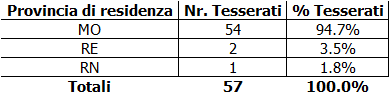 Provincia di residenza Nr. Tesserati % Tesserati
MO 54 94.7%
RE 2 3.5%
RN 1 1.8%
Totali 57 100.0%